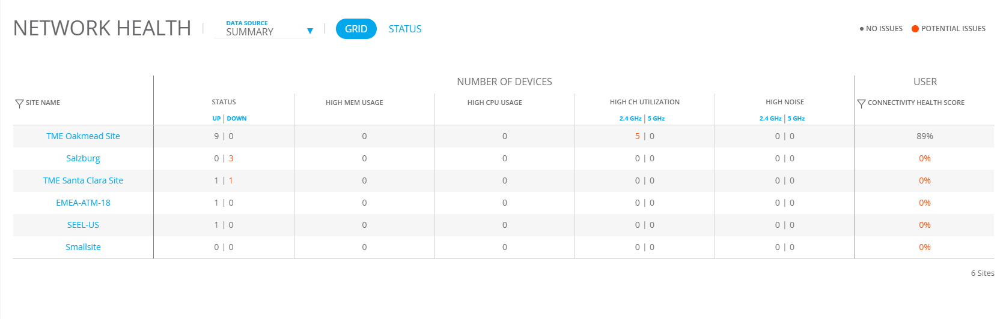 NETWORK HEALTH | DATA SOURCE SUMMARY | GRID STATUS NO ISSUES POTENTIAL ISSUES
NUMBER OF DEVICES USER
SITE NAME STATUS HIGH MEM USAGE HIGH CPU USAGE HIGH CH UTILIZATION HIGH NOISE CONNECTIVITY HEALTH SCORE
UP | DOWN 2.4 GHz | 5 GHz 2.4 GHz | 5 GHz
TME Oakmead Site 9 | 0 0 0 5 | 0 0 | 0 89%
Salzburg 0 | 3 0 0 0 | 0 0 | 0 0%
TME Santa Clara Site 1 | 1 0 0 0 | 0 0 | 0 0%
EMEA-ATM-18 1 | 0 0 0 0 | 0 0 | 0 0%
SEEL-US 1 | 0 0 0 0 | 0 0 | 0 0%
Smallsite 0 | 0 0 0 0 | 0 0 | 0 0%
6 Sites